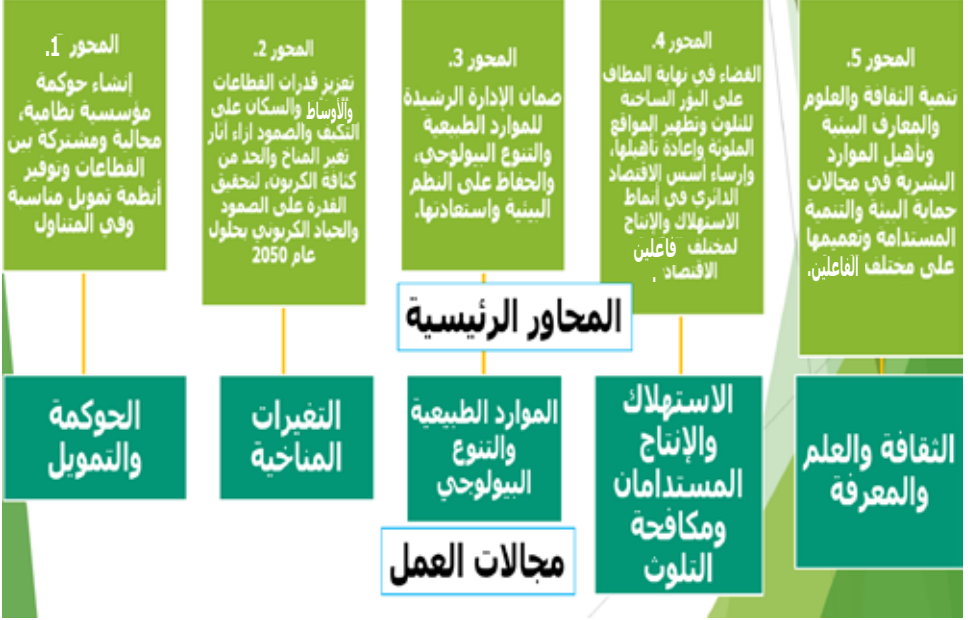 المحور 1.
إنشاء حوكمة
مؤسسية نظامية،
مجالية ومشتركة بين
القطاعات وتوفير
أنظمة تمويل مناسبة
وفي المتناول
المحور 2.
تعزيز قدرات القطاعات
والأوساط والسكان على
التكيف والصمود ازاء آثار
تغير المناخ والحد من
كثافة الكربون، لتحقيق
القدرة على الصمود
والحياد الكربوني بحلول
عام 2050
المحور 3.
ضمان الإدارة الرشيدة
للموارد الطبيعية
والتنوع البيولوجي،
والحفاظ على النظم
البيئية واستعادتها.
المحور 4.
القضاء في نهاية المطاف
على البؤر الساخنة
للتلوث وتطهير المواقع
الملوثة وإعادة تأهيلها،
وإرساء أسس الاقتصاد
الدائري في أنماط
الاستهلاك والإنتاج
لمختلف فاعلين
الاقتصاد .
المحور 5.
تنمية الثقافة والعلوم
والمعارف البيئية
وتأهيل الموارد
البشرية في مجالات
حماية البيئة والتنمية
المستدامة وتعميمها
على مختلف الفاعلين.
المحاور الرئيسية
الحوكمة
والتمويل
التغيرات
المناخية
الموارد الطبيعية
والتنوع
البيولوجي
الاستهلاك
والإنتاج
المستدامان
ومكافحة
التلوث
الثقافة والعلم
والمعرفة
مجالات العمل